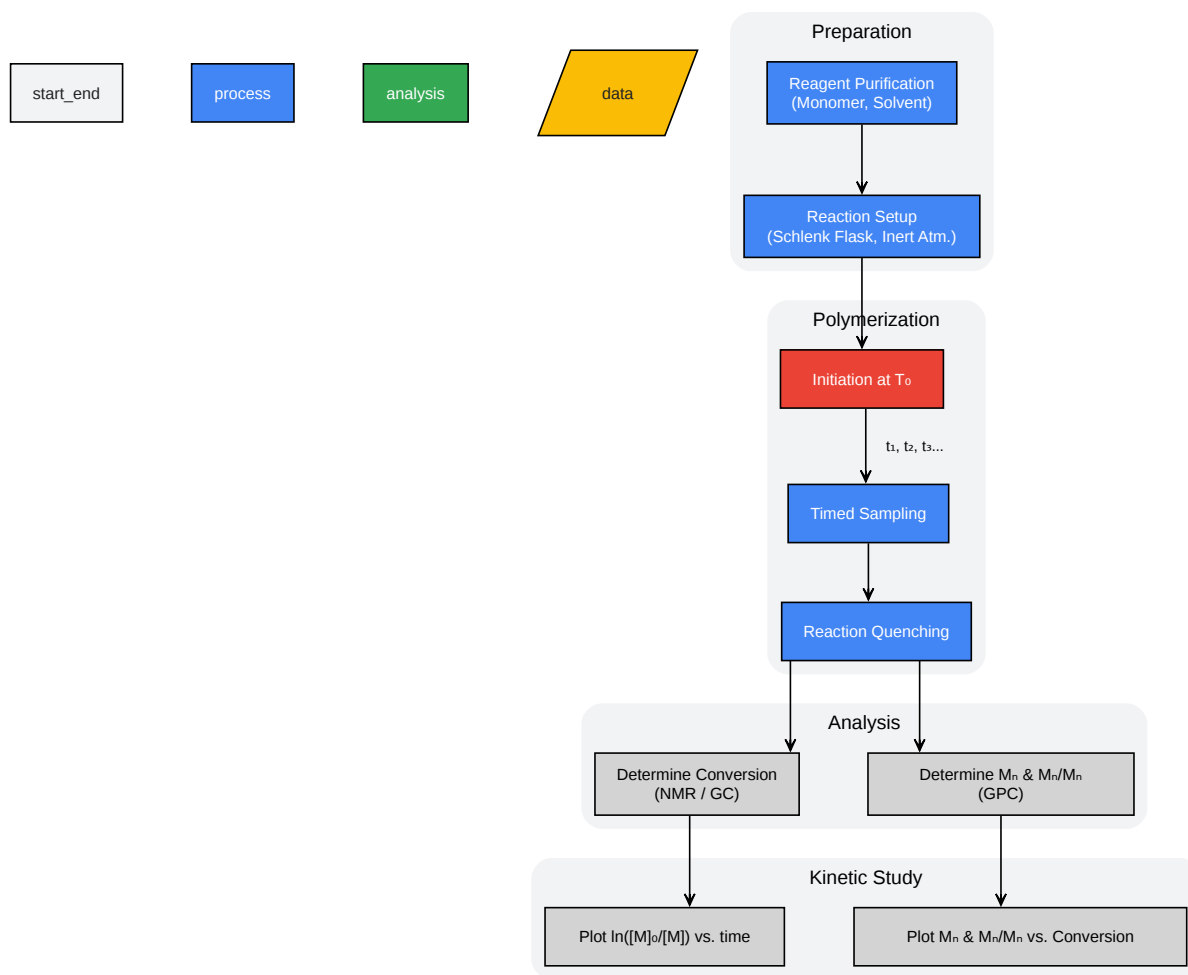 Preparation
start_end
process
analysis
data
Reagent Purification
(Monomer, Solvent)
Reaction Setup
(Schlenk Flask, Inert Atm.)
Polymerization
Initiation at T₀
t₁, t₂, t₃...
Timed Sampling
Reaction Quenching
Analysis
Determine Conversion
(NMR / GC)
Determine Mₙ & Mₙ/Mₙ
(GPC)
Kinetic Study
Plot ln([M]₀/[M]) vs. time
Plot Mₙ & Mₙ/Mₙ vs. Conversion